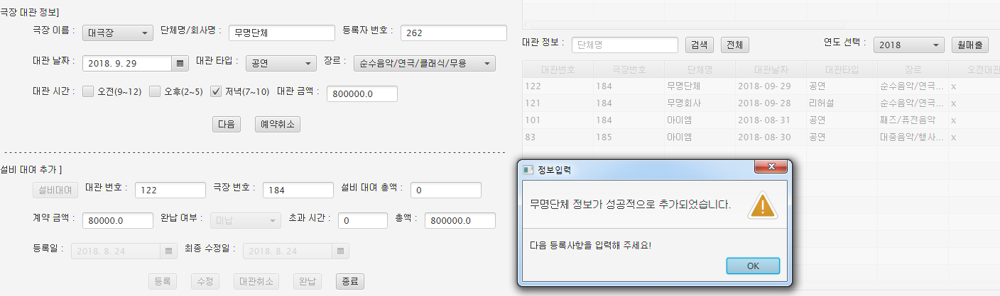 극장 대관 정보]
극장 이름 : 대극장 단체명/회사명 : 무명단체 등록자 번호 : 262
대관 날짜 : 2018. 9. 29 대관 타입 : 공연 장르 : 순수음악/연극/클래식/무용
대관 시간 : 오전(9~12) 오후(2~5) 저녁(7~10) 대관 금액 : 800000.0
다음 예약취소
설비 대여 추가 ]
설비대여 대관 번호 : 122 극장 번호 : 184 설비 대여 총액 : 0
계약 금액 : 80000.0 완납 여부 : 미납 초과 시간 : 0 총액 : 800000.0
등록일 : 2018. 8. 24 최종 수정일 : 2018. 8. 24
등록 수정 대관취소 완납 종료
대관 정보 : 단체명 검색 전체 연도 선택 : 2018 월매출
대관번호 극장번호 단체명 대관날짜 대관타입 장르 오전대관
122 184 무명단체 2018-09-29 공연 순수음악/연극... x
121 184 무명회사 2018-09-28 리허설 순수음악/연극... x
101 184 아이엠 2018-08-31 공연 째즈/퓨전음악 x
83 185 아이엠 2018-08-30 공연 대중음악/행사... x
정보입력
무명단체 정보가 성공적으로 추가되었습니다.
다음 등록사항을 입력해 주세요!
OK